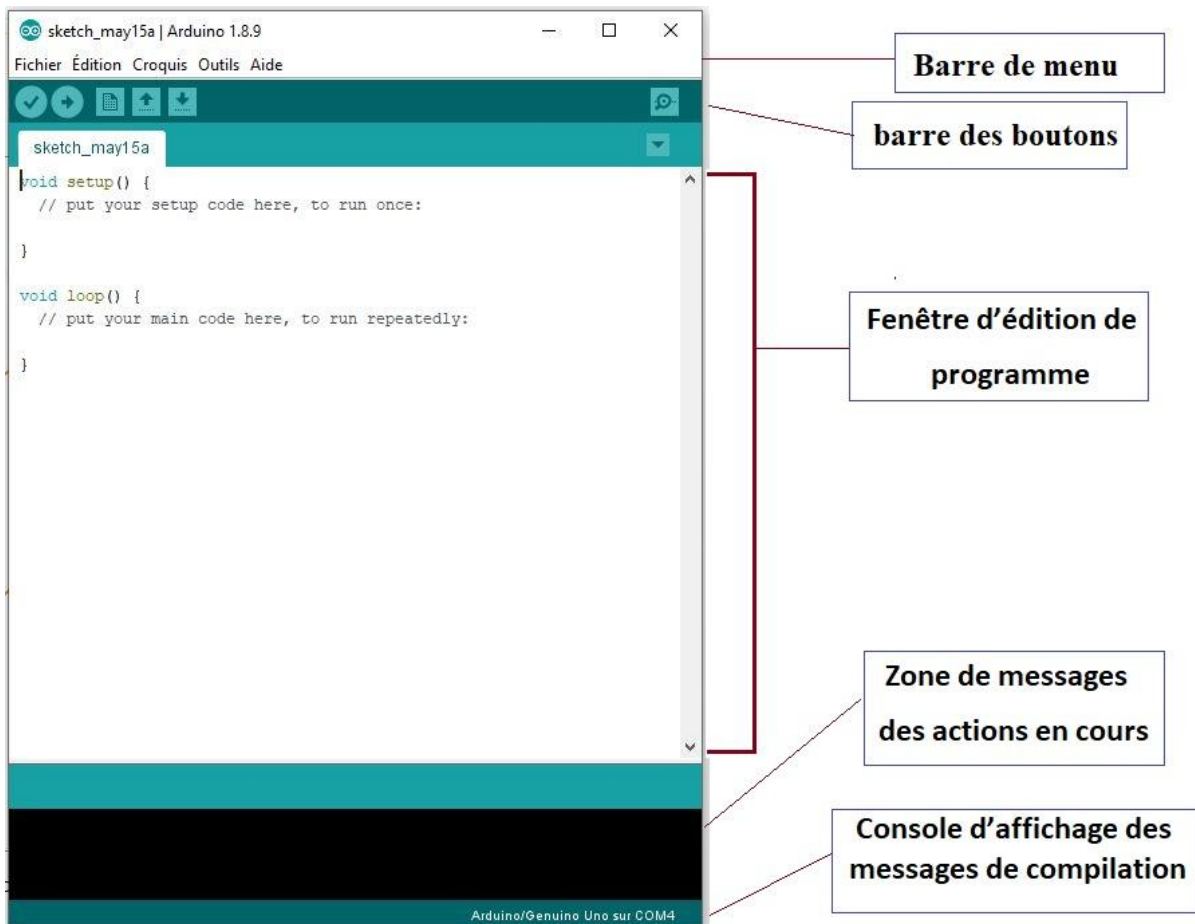 sketch_may15a | Arduino 1.8.9
Fichier Édition Croquis Outils Aide
sketch_may15a
void setup() {
// put your setup code here, to run once:
}
void loop() {
// put your main code here, to run repeatedly:
}
Arduino/Genuino Uno sur COM4
Barre de menu
barre des boutons
Fenêtre d’édition de
programme
Zone de messages
des actions en cours
Console d’affichage des
messages de compilation